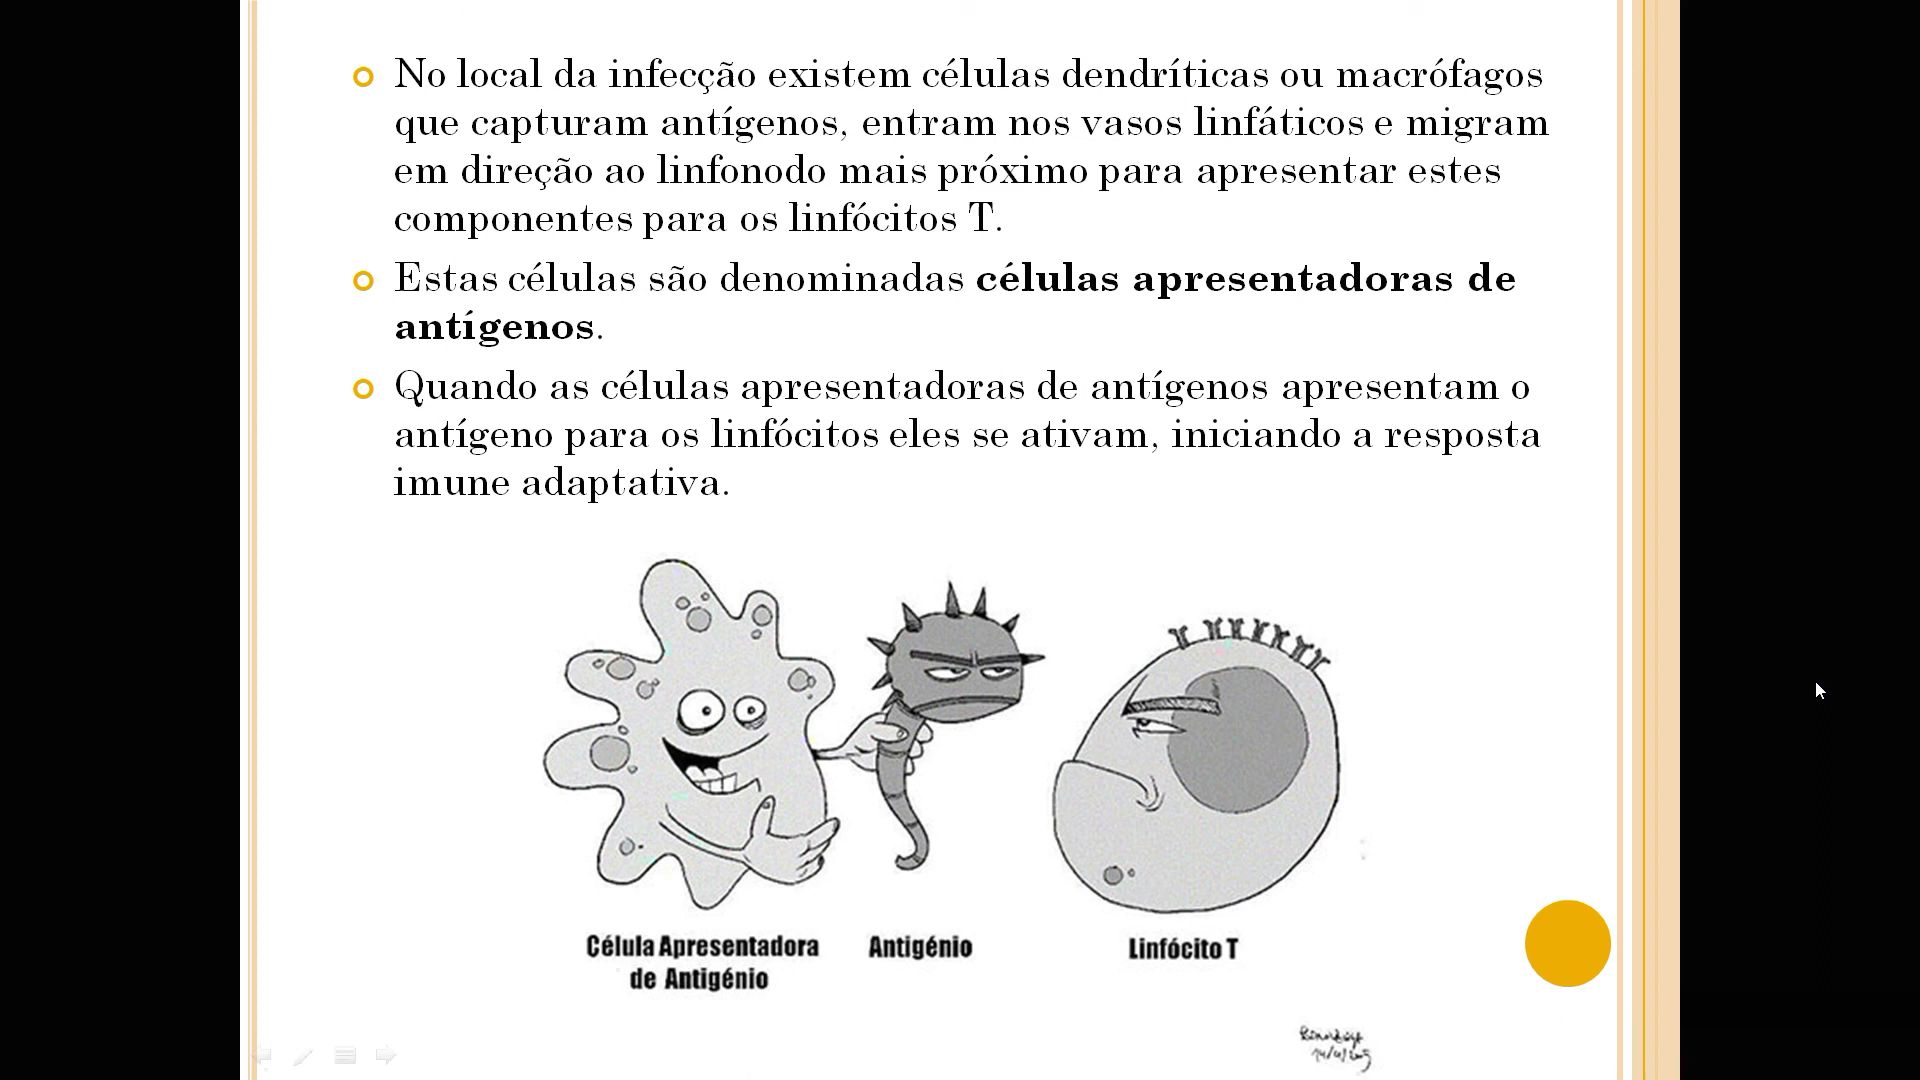 No local da infecção existem células dendríticas ou macrófagos
que capturam antígenos, entram nos vasos linfáticos e migram
em direção ao linfonodo mais próximo para apresentar estes
componentes para os linfócitos T.
Estas células são denominadas células apresentadoras de
antígenos.
Quando as células apresentadoras de antígenos apresentam o
antígeno para os linfócitos eles se ativam, iniciando a resposta
imune adaptativa.
Célula Apresentadora
de Antigénio
Antigénio
Linfócito T